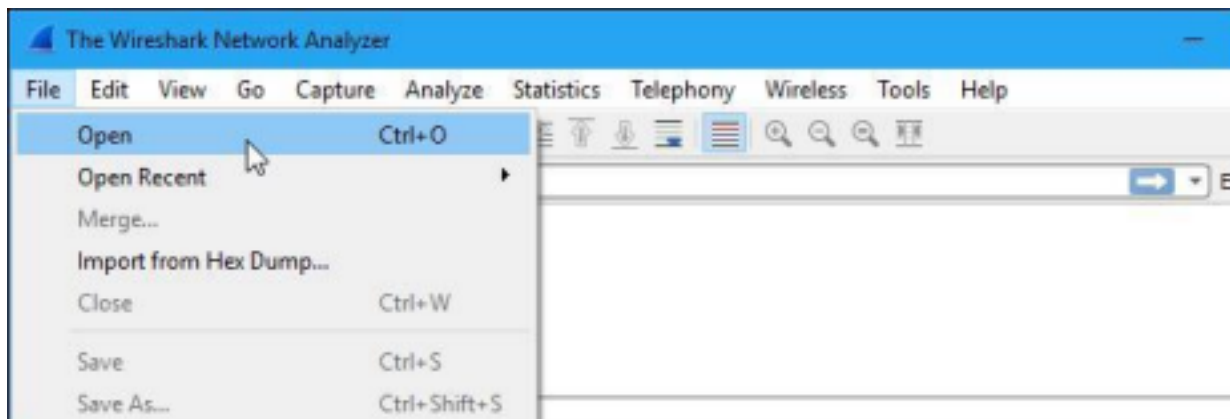 The Wireshark Network Analyzer
File Edit View Go Capture Analyze Statistics Telephony Wireless Tools Help
Open Ctrl+O
Open Recent
Merge...
Import from Hex Dump...
Close Ctrl+W
Save Ctrl+S
Save As... Ctrl+Shift+S